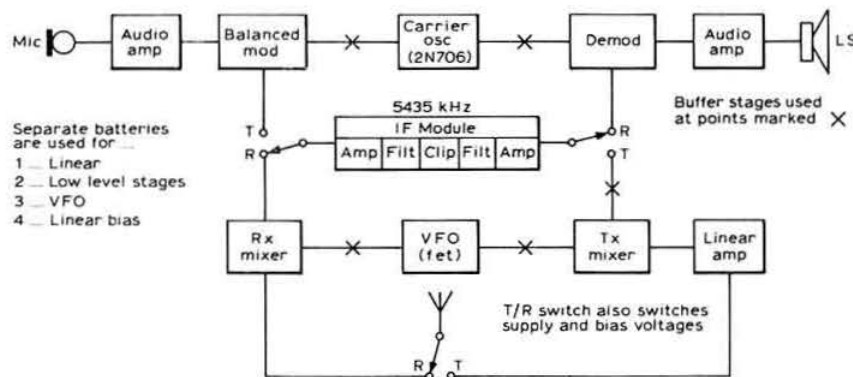 Mic
Audio
amp
Balanced
mod
Carrier
osc
(2N706)
Demod
Audio
amp
LS
5435 kHz
IF Module
Amp Filt Clip Filt Amp
T
R
R
T
Buffer stages used
at points marked X
Separate batteries
are used for ...
1 ... Linear
2 ... Low level stages
3 ... VFO
4 ... Linear bias
Rx
mixer
VFO
(fet)
Tx
mixer
Linear
amp
T/R switch also switches
supply and bias voltages
R T